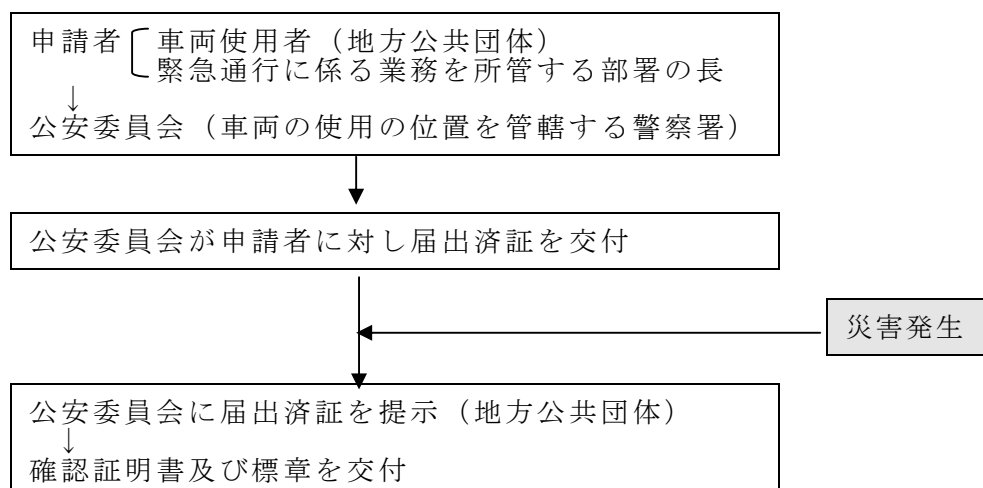 申請者 車両使用者（地方公共団体）
緊急通行に係る業務を所管する部署の長
↓
公安委員会（車両の使用の位置を管轄する警察署）
公安委員会が申請者に対し届出済証を交付
災害発生
公安委員会に届出済証を提示（地方公共団体）
↓
確認証明書及び標章を交付